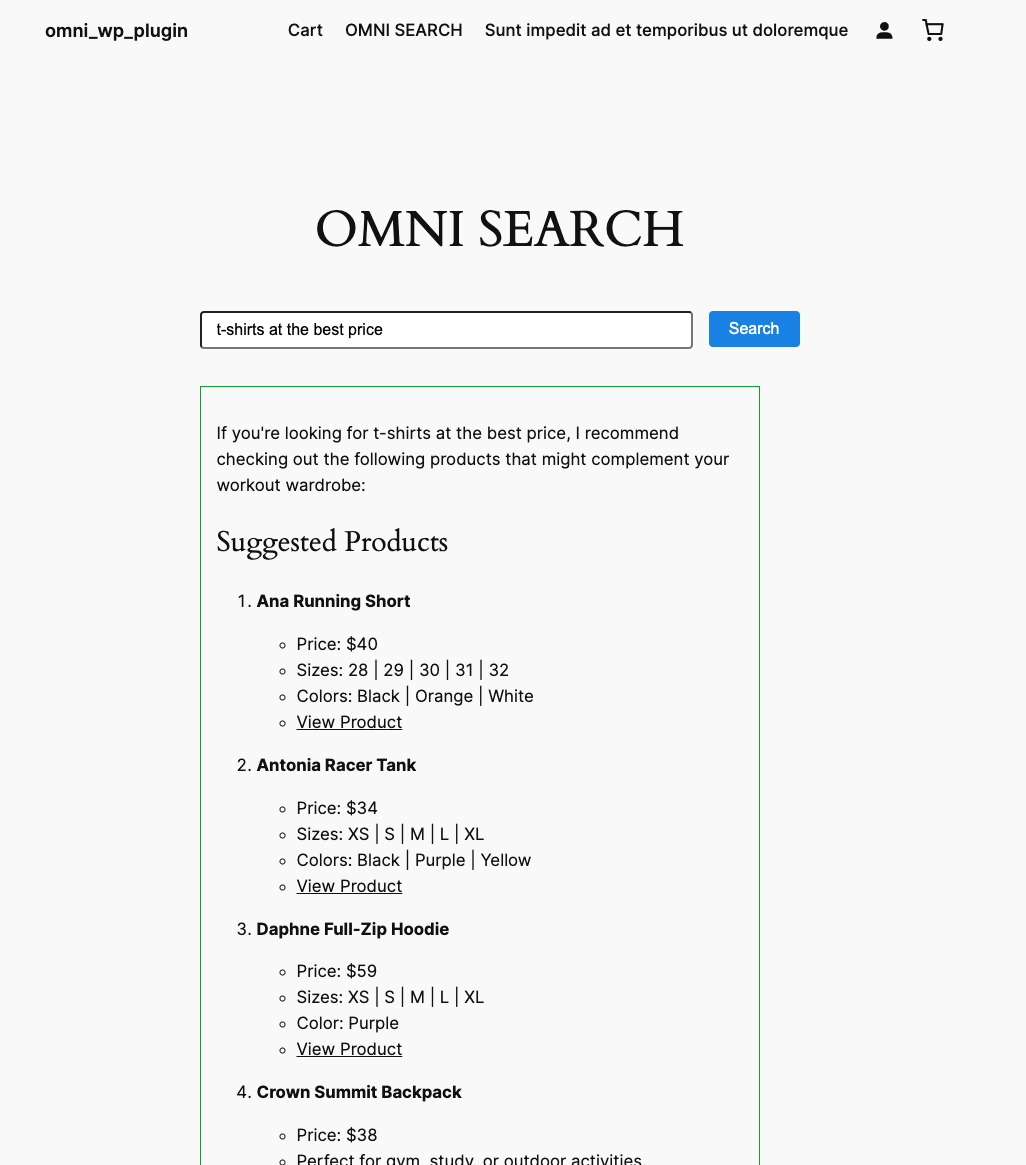 omni_wp_plugin
Cart OMNI SEARCH Sunt impedit ad et temporibus ut doloremque
OMNI SEARCH
t-shirts at the best price
Search
If you're looking for t-shirts at the best price, I recommend
checking out the following products that might complement your
workout wardrobe:
Suggested Products
1. Ana Running Short
Price: $40
Sizes: 28 | 29 | 30 | 31 | 32
Colors: Black | Orange | White
View Product
2. Antonia Racer Tank
Price: $34
Sizes: XS | S | M | L | XL
Colors: Black | Purple | Yellow
View Product
3. Daphne Full-Zip Hoodie
Price: $59
Sizes: XS | S | M | L | XL
Color: Purple
View Product
4. Crown Summit Backpack
Price: $38
Perfect for gym, study, or outdoor activities.